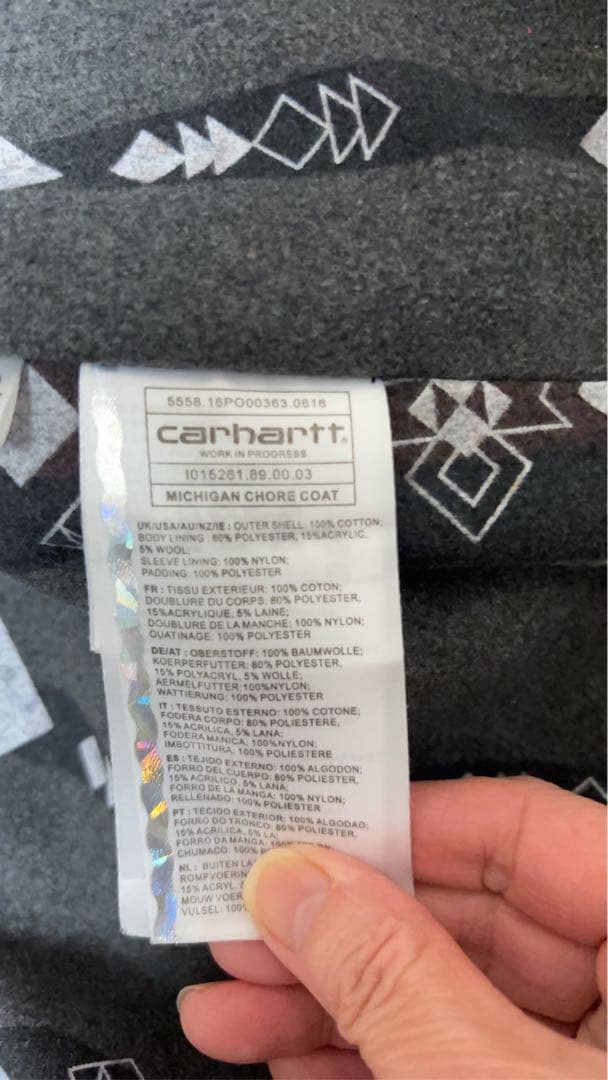 5558.16PO00363.0616
carhartt.
WORK IN PROGRESS
I015261.89.00.03
MICHIGAN CHORE COAT
UK/USA/AU/NZ/IE : OUTER SHELL: 100% COTTON;
BODY LINING: 80% POLYESTER, 15%ACRYLIC,
5% WOOL;
SLEEVE LINING: 100% NYLON;
PADDING: 100% POLYESTER
FR : TISSU EXTERIEUR: 100% COTON;
DOUBLURE DU CORPS: 80% POLYESTER,
15%ACRYLIQUE, 5% LAINE;
DOUBLURE DE LA MANCHE: 100% NYLON;
OUATINAGE: 100% POLYESTER
DE/AT : OBERSTOFF: 100% BAUMWOLLE;
KOERPERFUTTER: 80% POLYESTER,
15% POLYACRYL, 5% WOLLE;
AERMELFUTTER: 100%NYLON;
WATTIERUNG: 100% POLYESTER
IT : TESSUTO ESTERNO: 100% COTONE;
FODERA CORPO: 80% POLIESTERE,
15% ACRILICA, 5% LANA;
FODERA MANICA: 100%NYLON;
IMBOTTITURA: 100% POLIESTERE
ES : TEJIDO EXTERNO: 100% ALGODON;
FORRO DEL CUERPO: 80% POLIESTER,
15% ACRILICO, 5% LANA;
FORRO DE LA MANGA: 100% NYLON;
RELLENADO: 100% POLIESTER
PT : TECIDO EXTERIOR: 100% ALGODAO;
FORRO DO TRONCO: 80% POLIESTER,
15% ACRILICA, 5% LA;
FORRO DA MANGA: 100%
CHUMACO: 100%
NL : BUITEN
15% ACRYL,
MOUW
VULSEL: